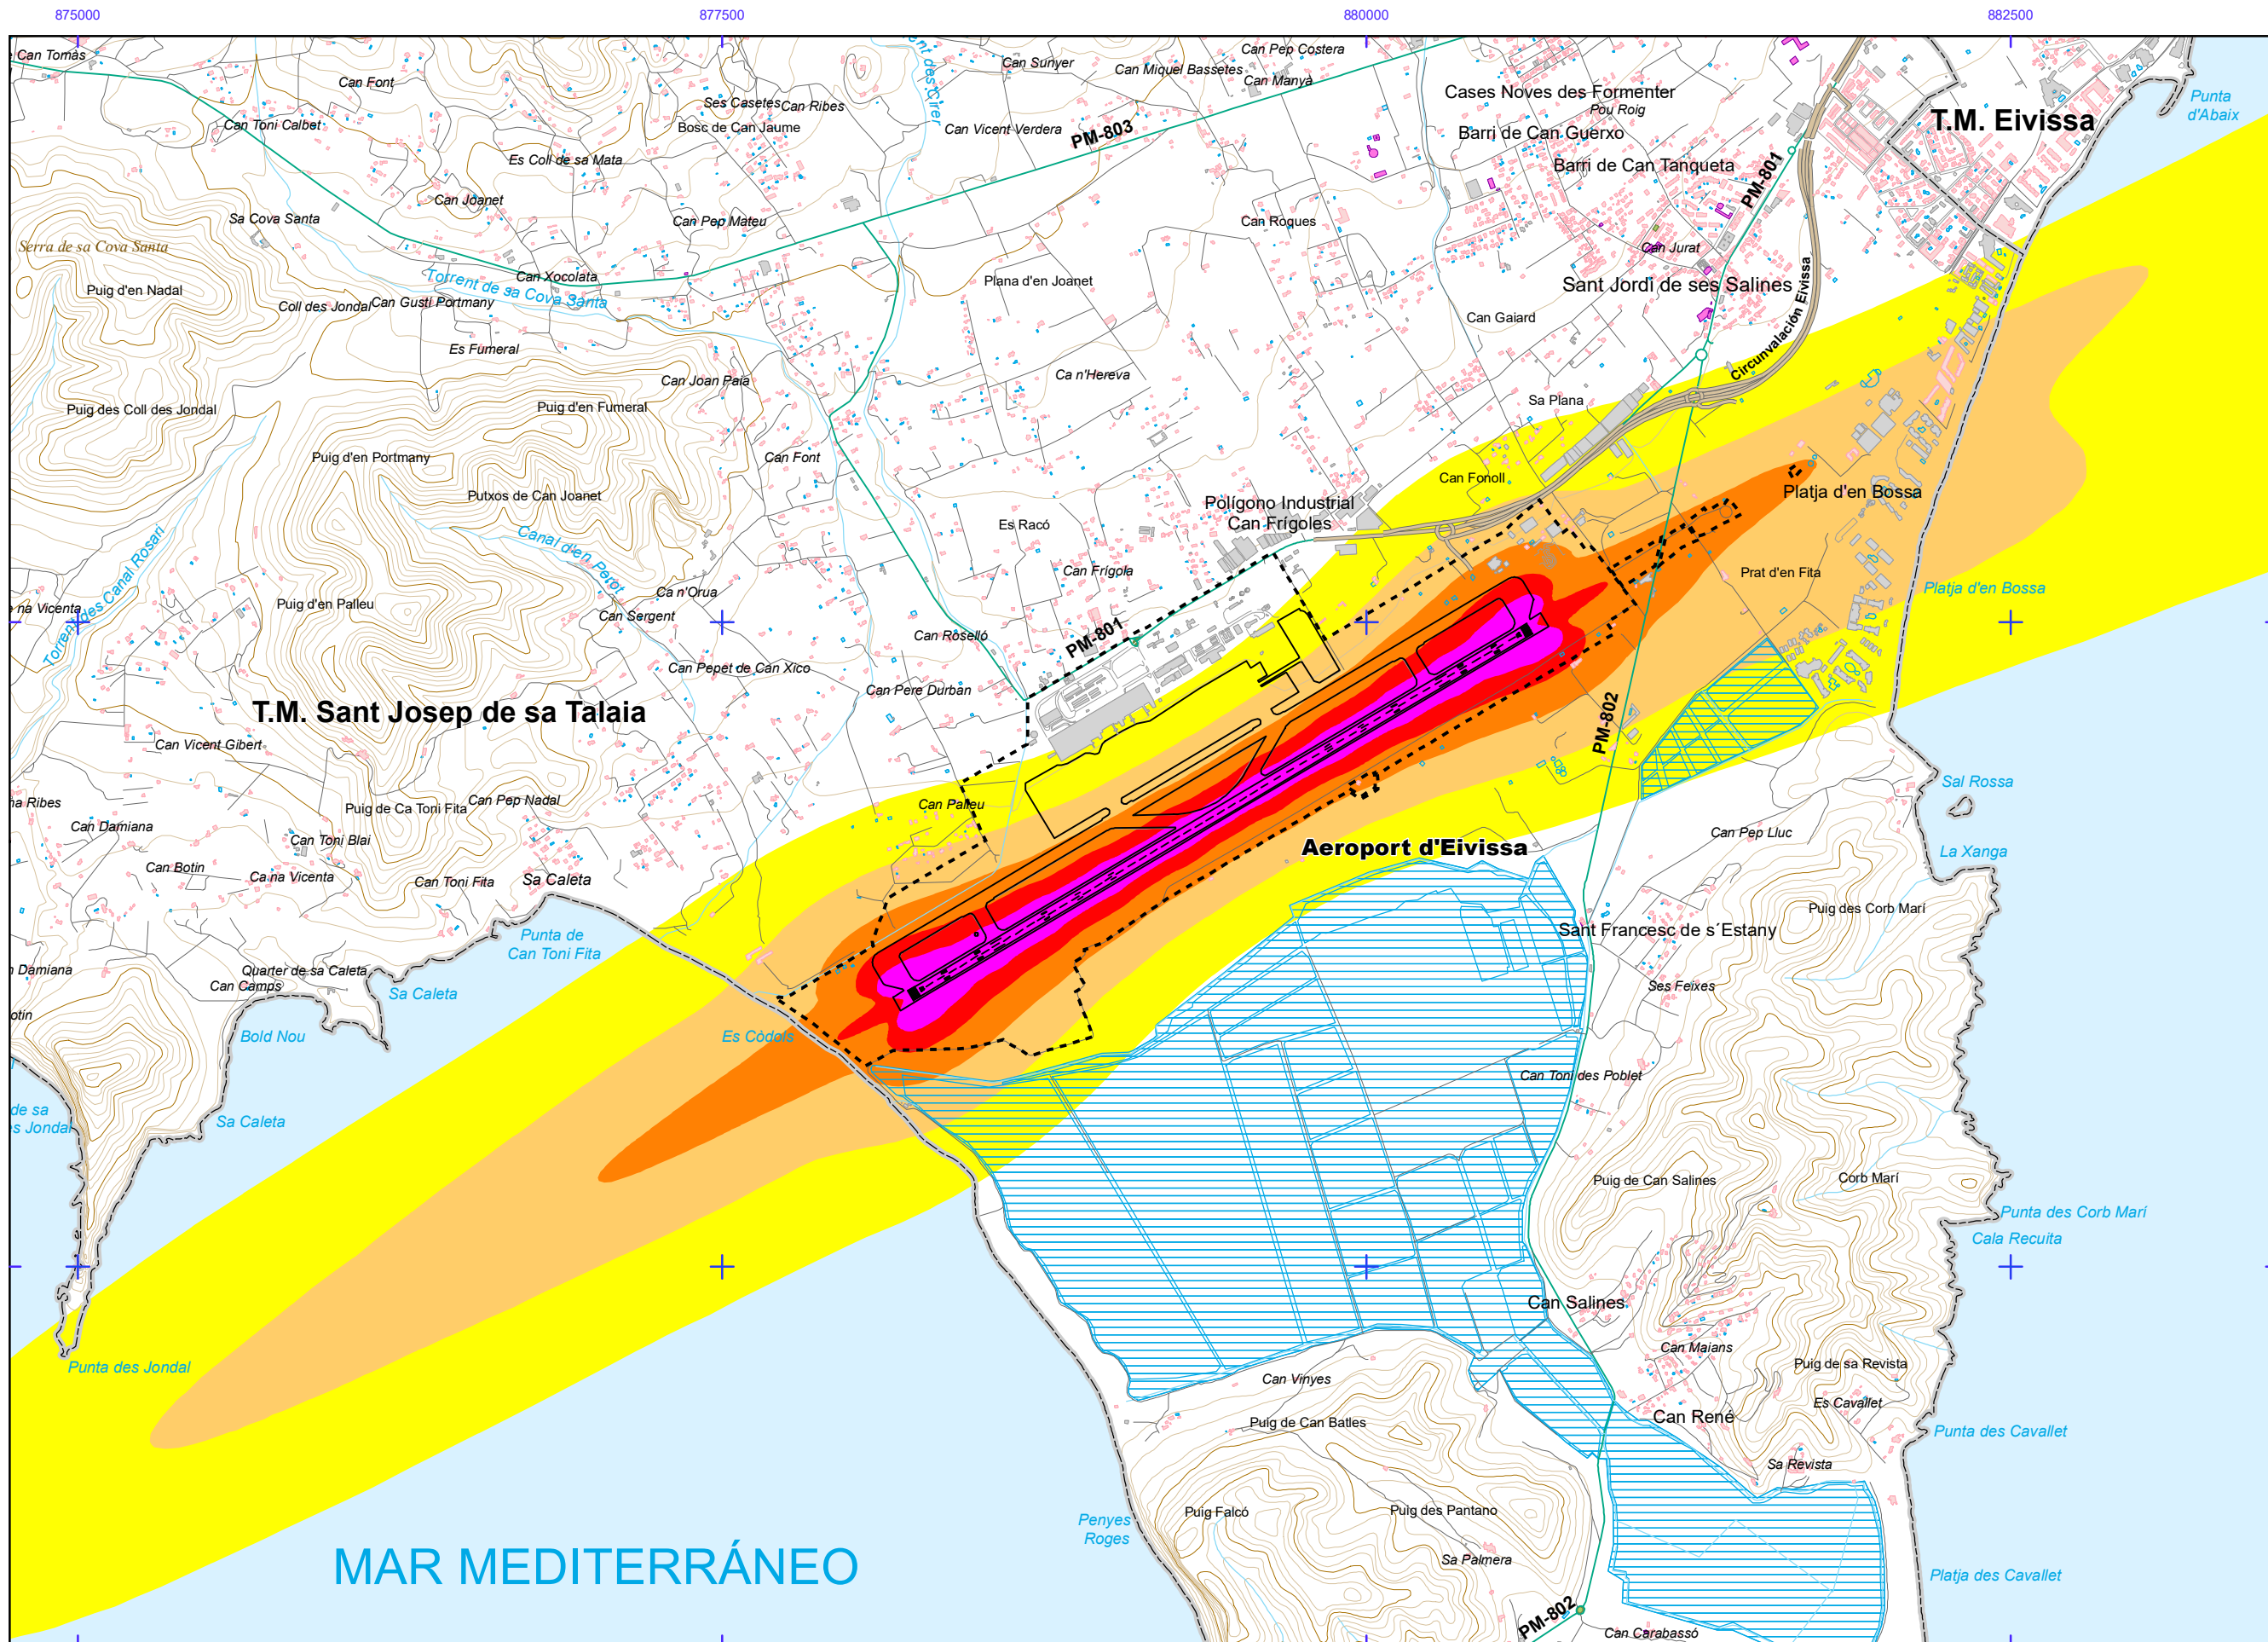 875000
877500
880000
882500
Can Tomàs
Can Font
Can Toni Calbet
Can Sunyer
Can Miquel Bassetes
Can Pep Costera
Can Manyà
Ses Casetes
Can Ribes
Bosc de Can Jaume
Can Vicent Verdera
PM-803
Cases Noves des Formenter
Pou Roig
Barri de Can Guerxo
Barri de Can Tanqueta
PM-801
T.M. Eivissa
Punta
d'Abaix
Es Coll de sa Mata
Can Joanet
Sa Cova Santa
Can Pep Mateu
Can Roques
Can Jurat
Serra de sa Cova Santa
Puig d'en Nadal
Can Xocolata
Torrent de sa Cova Santa
Coll des Jondal
Can Gusti Portmany
Plana d'en Joanet
Sant Jordi de ses Salines
Can Gaiard
Circunvalación Eivissa
Es Fumeral
Can Joan Paia
Ca n'Hereva
Puig des Coll des Jondal
Puig d'en Fumeral
Sa Plana
Puig d'en Portmany
Can Font
Putxos de Can Joanet
Can Fonoll
Platja d'en Bossa
Polígono Industrial
Can Frígoles
Es Racó
Canal d'en Perot
Torrent des Canal Rosari
Can Frígola
Prat d'en Fita
Platja d'en Bossa
Ca n'Orua
Puig d'en Palleu
Can Sergent
na Vicenta
Can Roselló
PM-801
Can Pepet de Can Xico
Can Pere Durban
T.M. Sant Josep de sa Talaia
PM-802
Can Vicent Gibert
Sal Rossa
Ribes
Puig de Ca Toni Fita
Can Pep Nadal
Can Palleu
Can Damiana
Can Toni Blai
Can Pep Lluc
Aeroport d'Eivissa
La Xanga
Can Botin
Ca na Vicenta
Can Toni Fita
Sa Caleta
Puig des Corb Marí
Sant Francesc de s´Estany
Punta de
Can Toni Fita
Damiana
Quarter de sa Caleta
Can Camps
Sa Caleta
Ses Feixes
Bold Nou
Es Códols
Can Toni des Poblet
de sa
Jondal
Sa Caleta
Puig de Can Salines
Corb Marí
Punta des Corb Marí
Cala Recuita
Can Salines
Can Maians
Punta des Jondal
Puig de sa Revista
Can Vinyes
Es Cavallet
Puig de Can Batles
Can René
Punta des Cavallet
Sa Revista
Puig Falcó
Puig des Pantano
Penyes
Roges
MAR MEDITERRÁNEO
Sa Palmera
Platja des Cavallet
PM-802
Can Carabassó